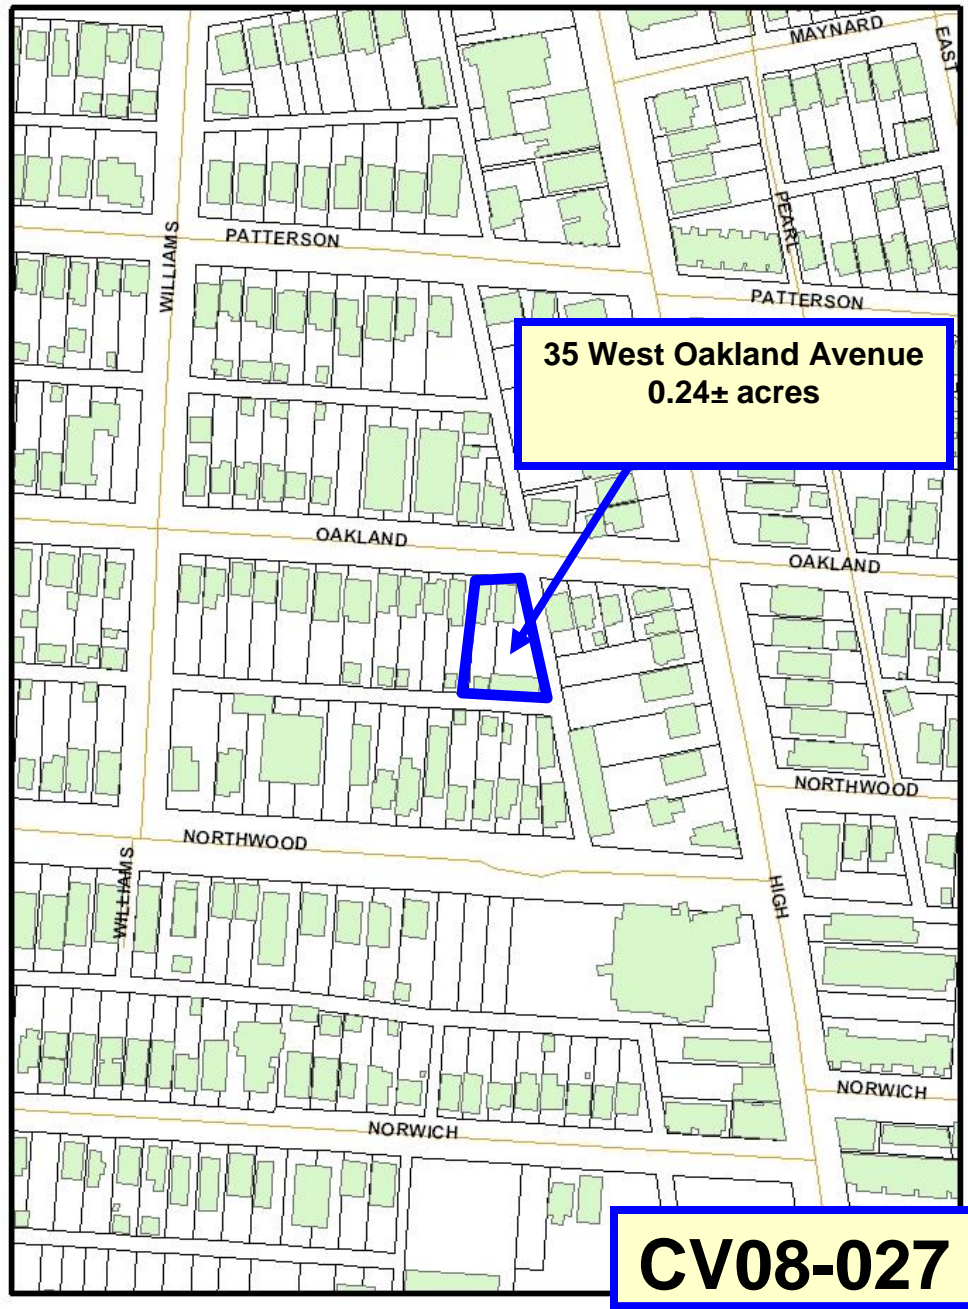 MAYNARD
EAST
PEARL
WILLIAMS
PATTERSON
PATTERSON
35 West Oakland Avenue
0.24± acres
OAKLAND
OAKLAND
NORTHWOOD
NORTHWOOD
WILLIAMS
HIGH
NORWICH
NORWICH
CV08-027